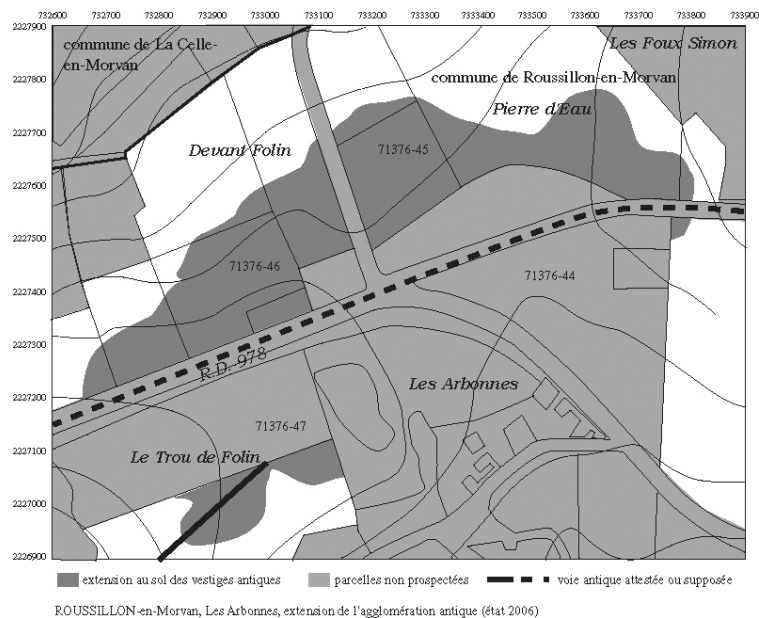 732600 732700 732800 732900 733000 733100 733200 733300 733400 733500 733600 733700 733800 733900
2227900
commune de La Celle-
en-Morvan
Les Foux Simon
2227800
commune de Roussillon-en-Morvan
Pierre d'Eau
2227700
Devant Folin
71376-45
2227600
2227500
71376-46
71376-44
2227400
2227300
R.D. 978
Les Arbonnes
2227200
71376-47
2227100
Le Trou de Folin
2227000
2226900
extension au sol des vestiges antiques
parcelles non prospectées
voie antique attestée ou supposée
ROUSSILLON-en-Morvan, Les Arbonnes, extension de l'agglomération antique (état 2006)